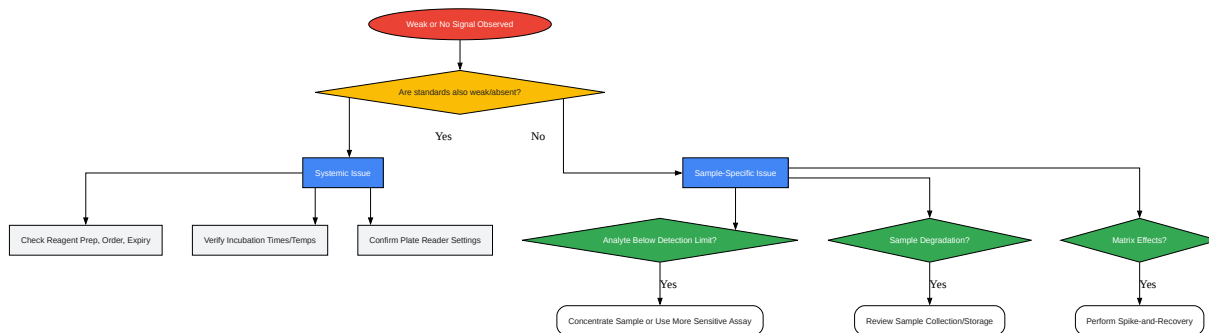 Weak or No Signal Observed
Are standards also weak/absent?
Yes
No
Systemic Issue
Sample-Specific Issue
Check Reagent Prep, Order, Expiry
Verify Incubation Times/Temps
Confirm Plate Reader Settings
Analyte Below Detection Limit?
Sample Degradation?
Matrix Effects?
Yes
Yes
Yes
Concentrate Sample or Use More Sensitive Assay
Review Sample Collection/Storage
Perform Spike-and-Recovery